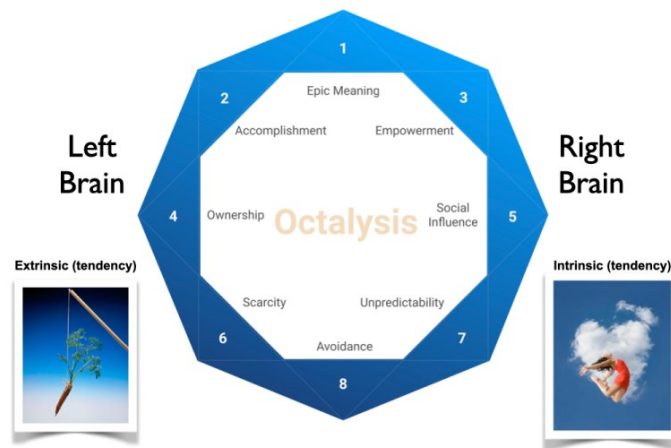 1
Epic Meaning
2
3
Accomplishment
Empowerment
Left
Brain
Right
Brain
4
Ownership
Octalysis
Social
Influence
5
Extrinsic (tendency)
Intrinsic (tendency)
Scarcity
Unpredictability
6
Avoidance
7
8